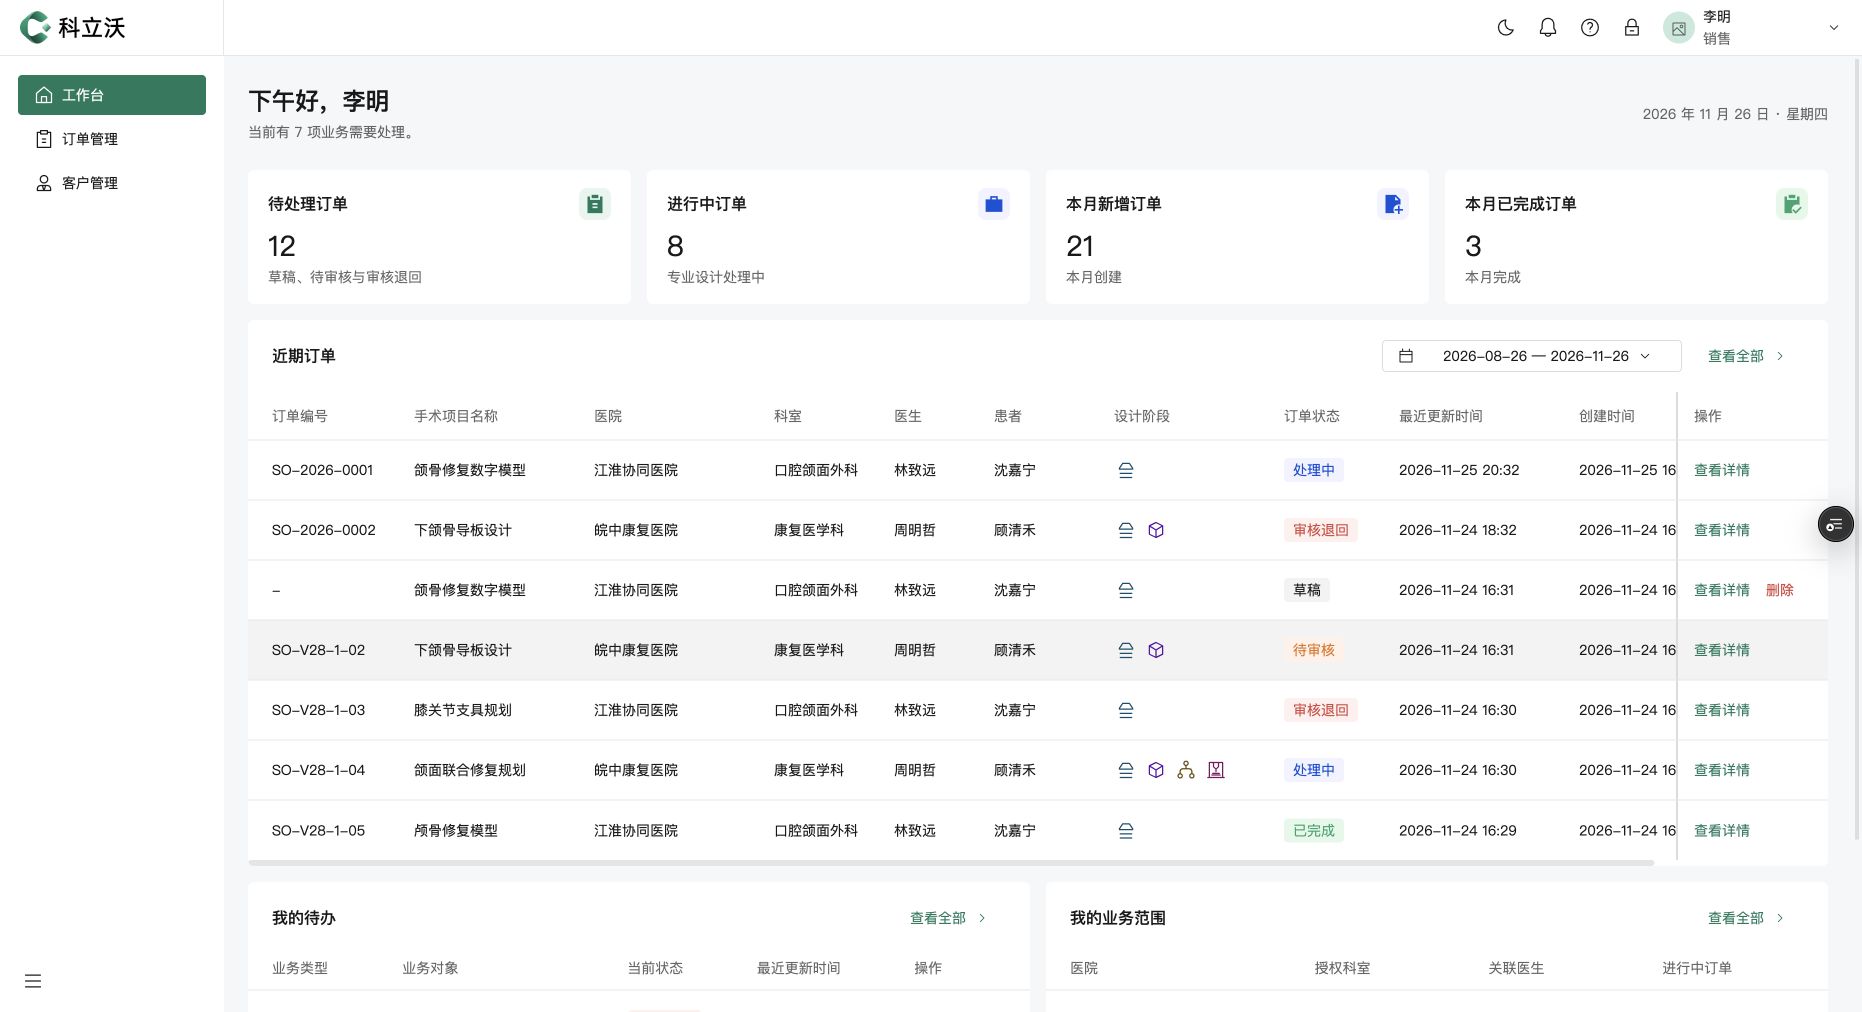 科立沃
李明
销售
工作台
订单管理
客户管理
下午好，李明
当前有 7 项业务需要处理。
2026 年 11 月 26 日 · 星期四
待处理订单
12
草稿、待审核与审核退回
进行中订单
8
专业设计处理中
本月新增订单
21
本月创建
本月已完成订单
3
本月完成
近期订单
2026-08-26 — 2026-11-26
查看全部
订单编号 手术项目名称 医院 科室 医生 患者 设计阶段 订单状态 最近更新时间 创建时间 操作
SO-2026-0001 颌骨修复数字模型 江淮协同医院 口腔颌面外科 林致远 沈嘉宁 处理中 2026-11-25 20:32 2026-11-25 16 查看详情
SO-2026-0002 下颌骨导板设计 皖中康复医院 康复医学科 周明哲 顾清禾 审核退回 2026-11-24 18:32 2026-11-24 16 查看详情
- 颌骨修复数字模型 江淮协同医院 口腔颌面外科 林致远 沈嘉宁 草稿 2026-11-24 16:31 2026-11-24 16 查看详情 删除
SO-V28-1-02 下颌骨导板设计 皖中康复医院 康复医学科 周明哲 顾清禾 待审核 2026-11-24 16:31 2026-11-24 16 查看详情
SO-V28-1-03 膝关节支具规划 江淮协同医院 口腔颌面外科 林致远 沈嘉宁 审核退回 2026-11-24 16:30 2026-11-24 16 查看详情
SO-V28-1-04 颌面联合修复规划 皖中康复医院 康复医学科 周明哲 顾清禾 处理中 2026-11-24 16:30 2026-11-24 16 查看详情
SO-V28-1-05 颅骨修复模型 江淮协同医院 口腔颌面外科 林致远 沈嘉宁 已完成 2026-11-24 16:29 2026-11-24 16 查看详情
我的待办
查看全部
业务类型 业务对象 当前状态 最近更新时间 操作
我的业务范围
查看全部
医院 授权科室 关联医生 进行中订单